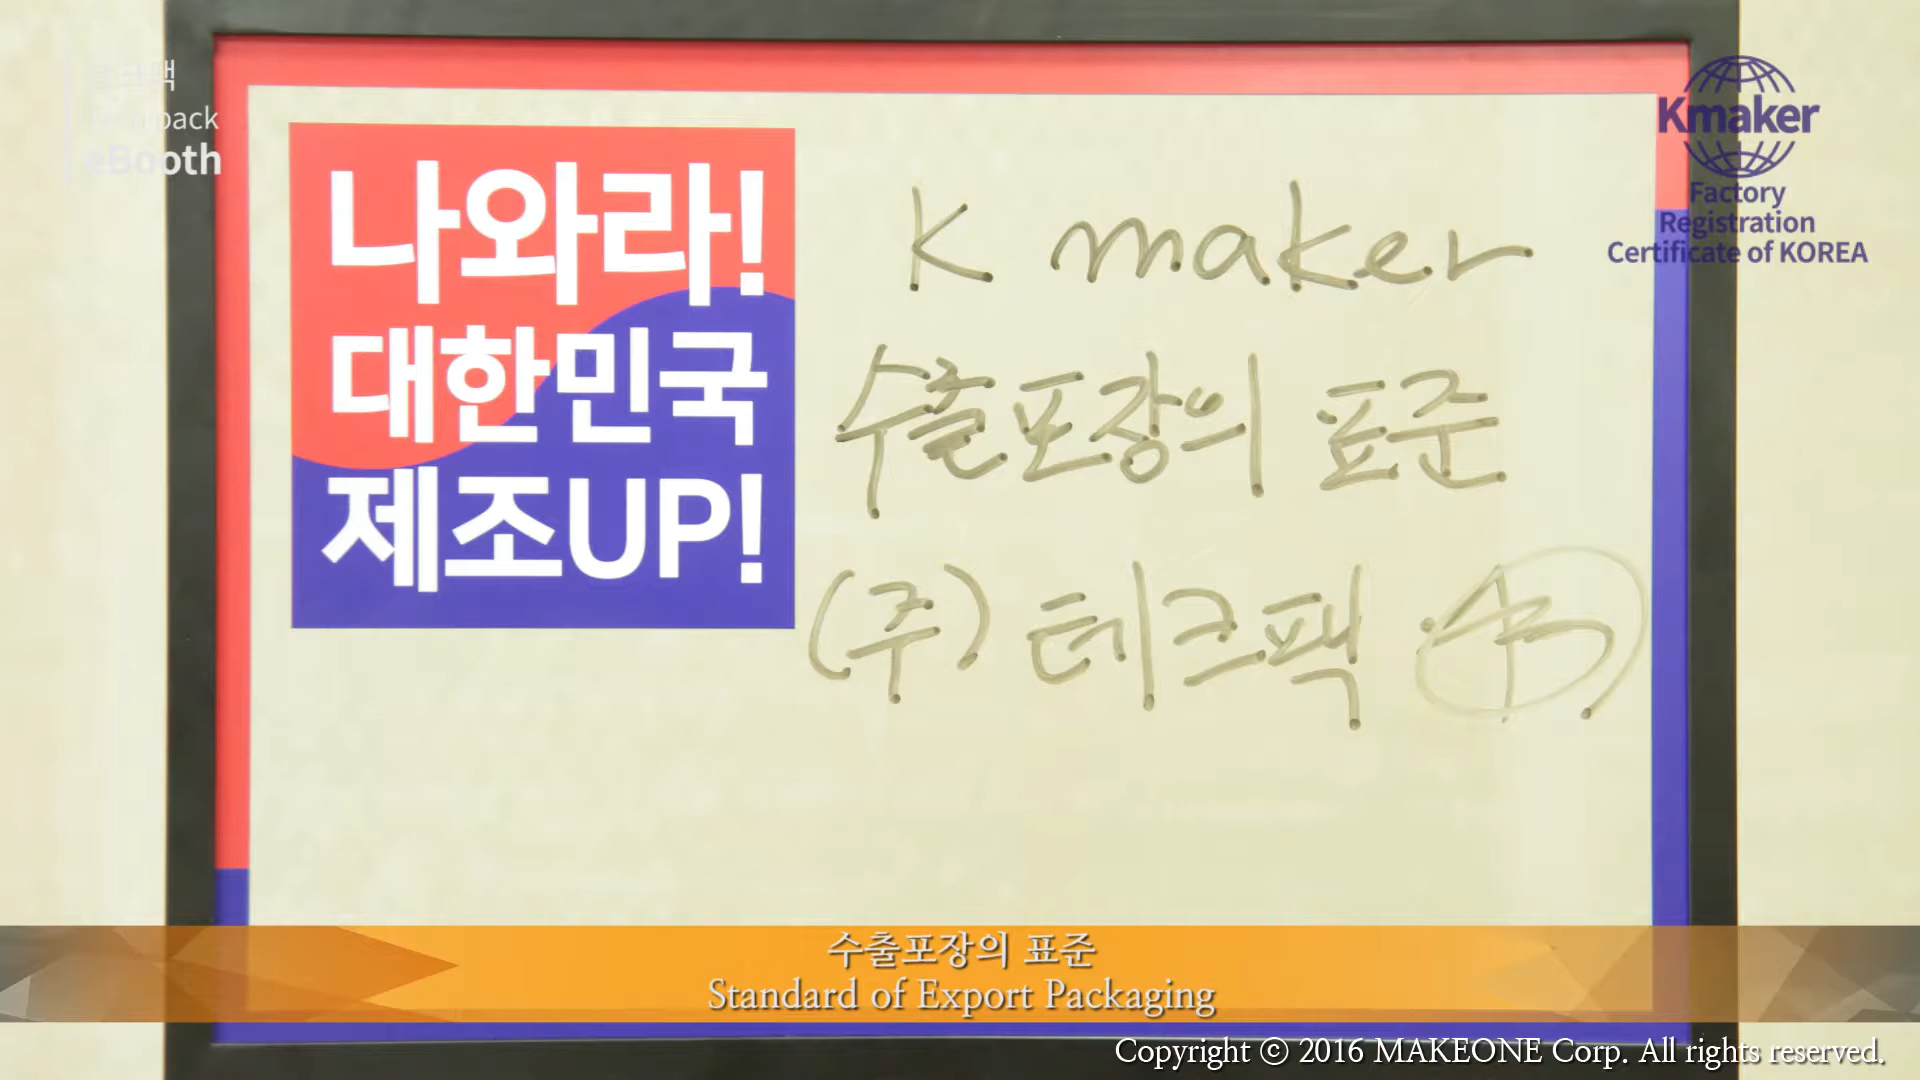 eBooth
Kmaker
Factory
Registration
Certificate of KOREA
나와라!
대한민국
제조UP!
K maker
수출포장의 표준
(주) 테크팩
수출포장의 표준
Standard of Export Packaging
Copyright © 2016 MAKEONE Corp. All rights reserved.